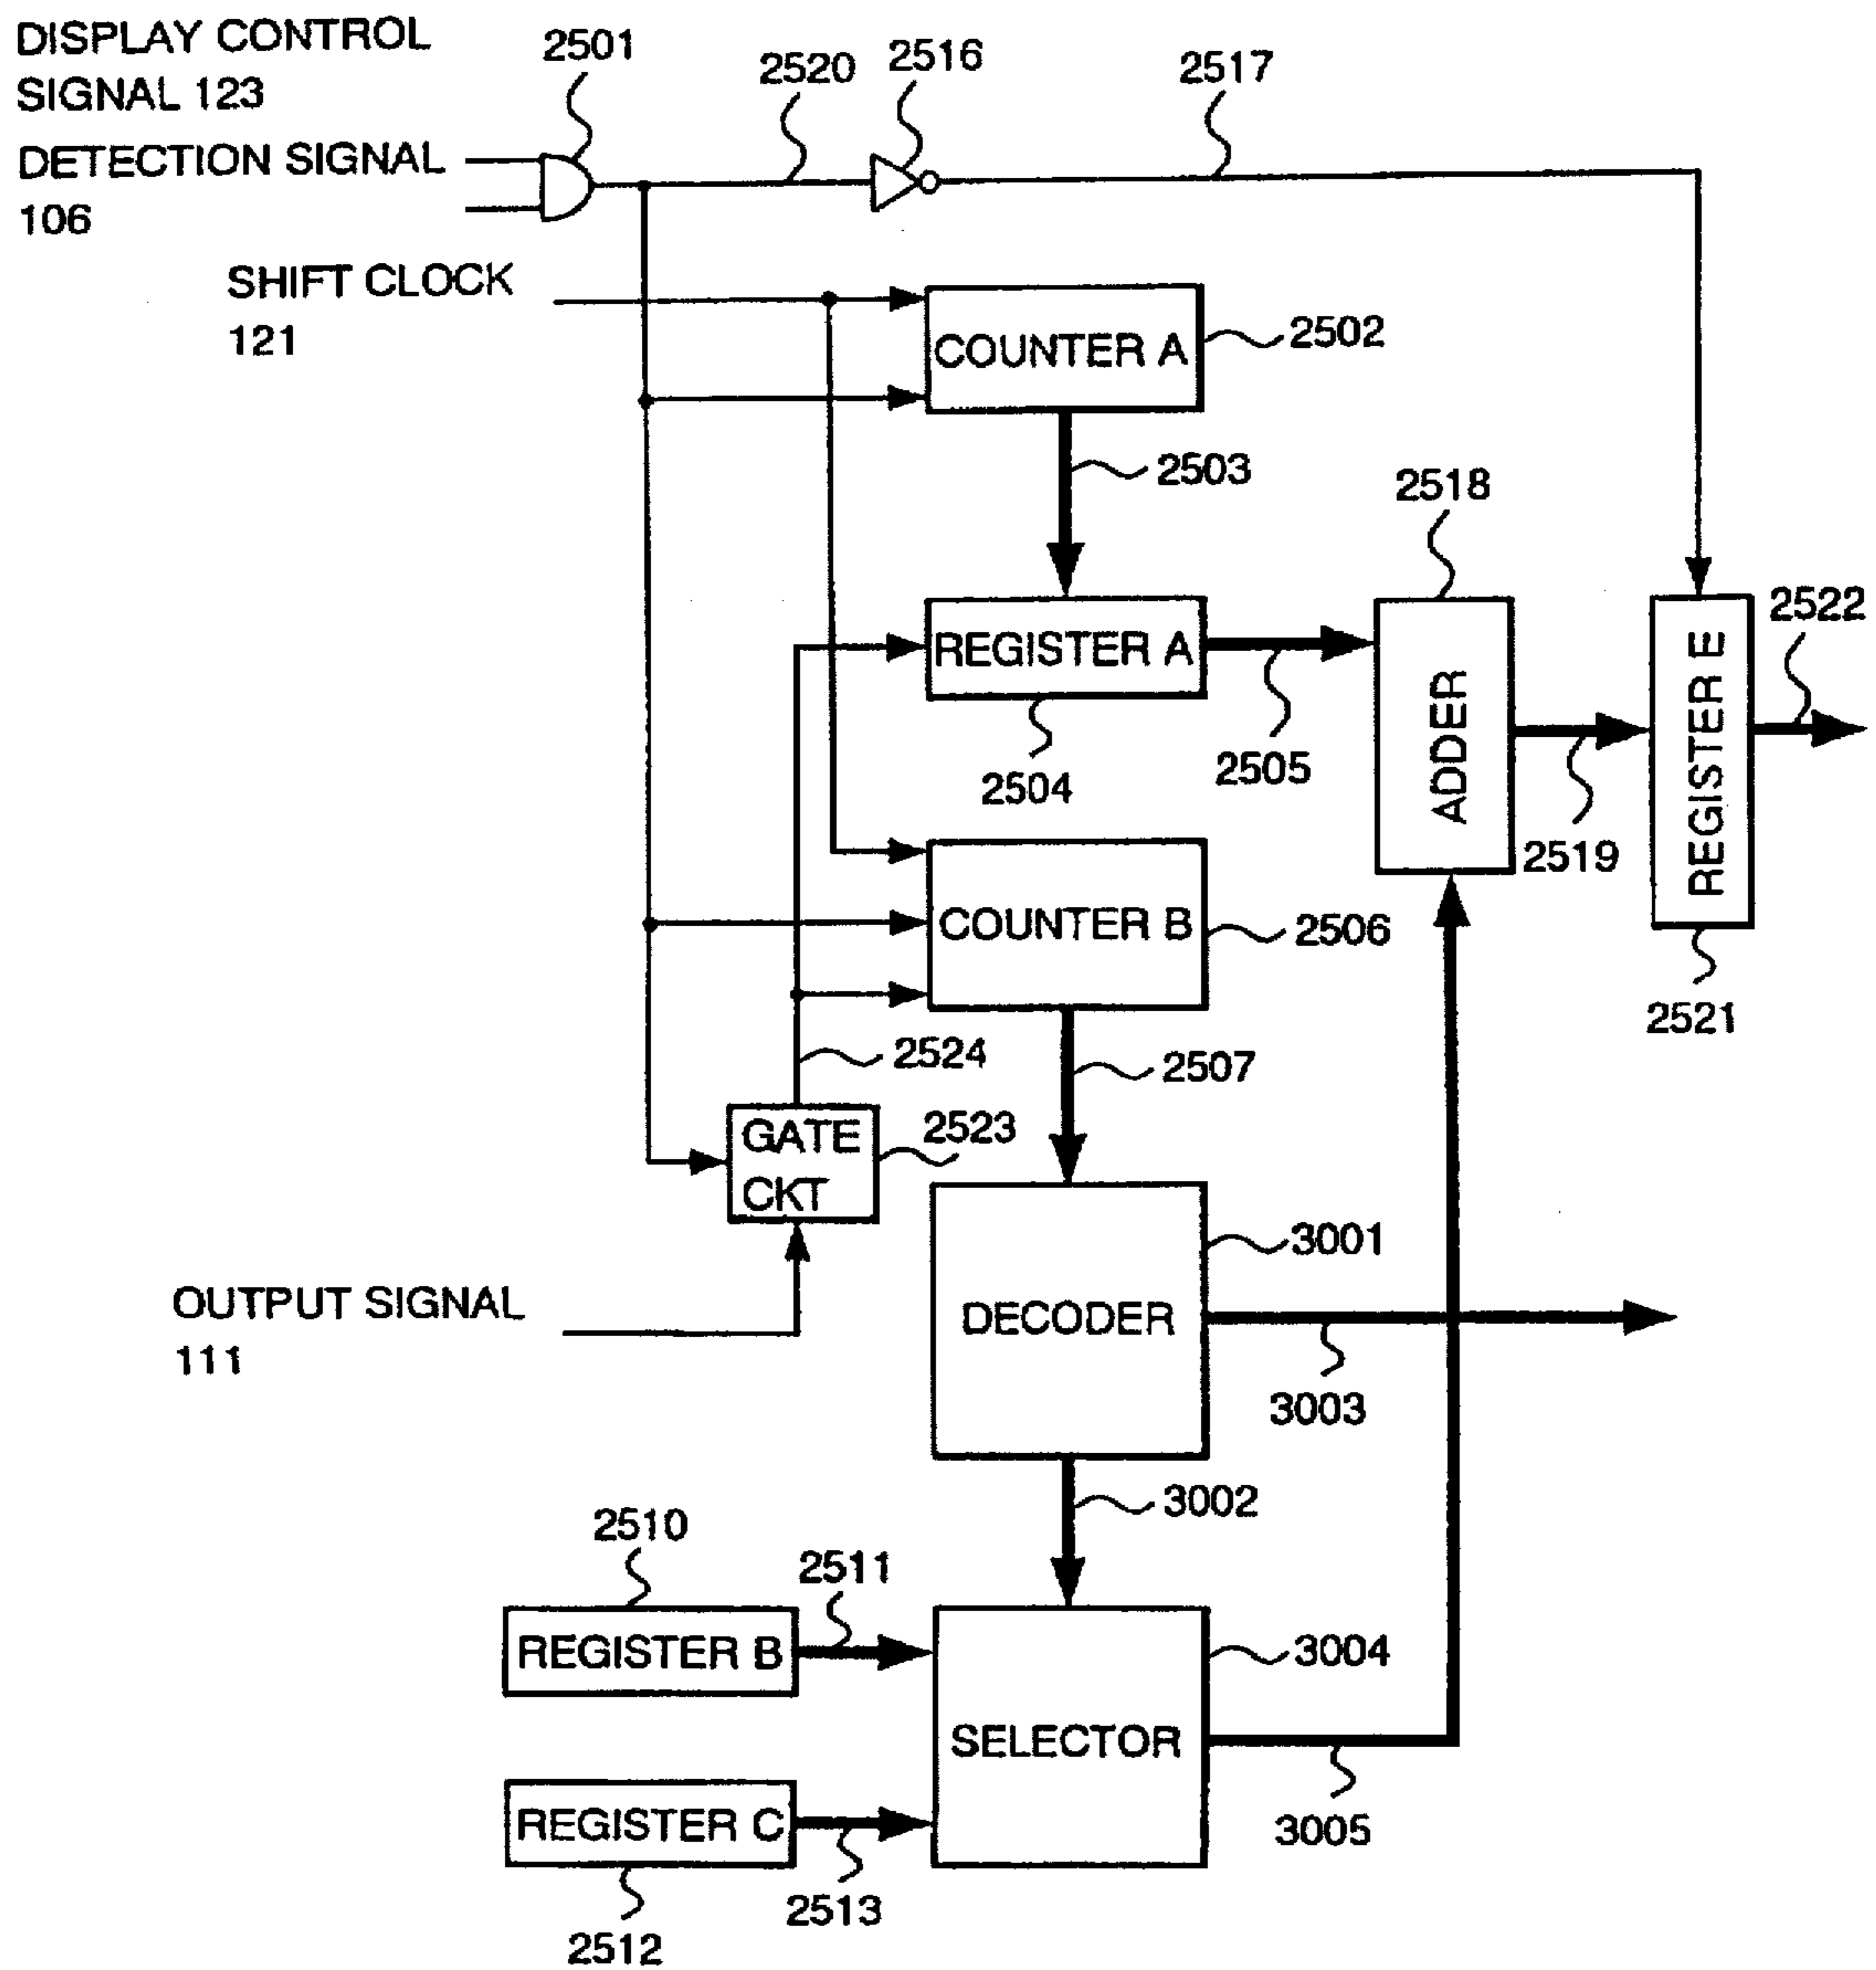 DISPLAY CONTROL
SIGNAL 123
DETECTION SIGNAL
106
2501
2520
2516
2517
SHIFT CLOCK
121
COUNTER A
2502
2503
REGISTER A
2504
2505
2518
ADDER
2519
REGISTER E
2521
2522
COUNTER B
2506
2507
2524
GATE
CKT
2523
OUTPUT SIGNAL
111
DECODER
3001
3003
3002
2510
REGISTER B
2511
SELECTOR
3004
3005
REGISTER C
2512
2513